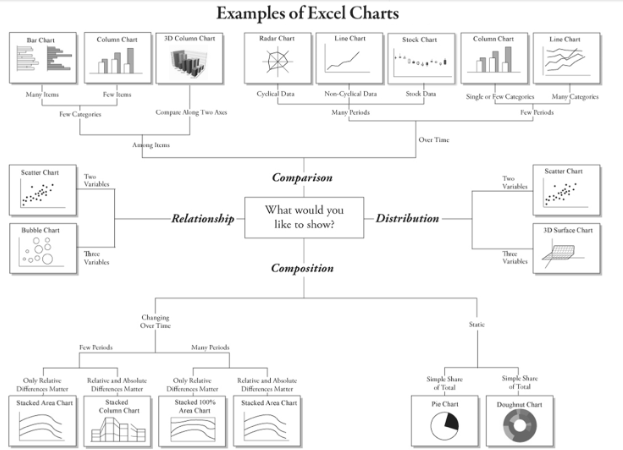 Examples of Excel Charts
Bar Chart
Column Chart
3D Column Chart
Radar Chart
Line Chart
Stock Chart
Column Chart
Line Chart
Many Items
Few Items
Cyclical Data
Non-Cyclical Data
Stock Data
Single or Few Categories
Many Categories
Few Categories
Compare Along Two Axes
Many Periods
Few Periods
Among Items
Over Time
Comparison
Scatter Chart
Two
Variables
Two
Variables
Scatter Chart
Relationship
What would you
like to show?
Distribution
Bubble Chart
Three
Variables
Three
Variables
3D Surface Chart
Composition
Changing
Over Time
Static
Few Periods
Many Periods
Only Relative
Differences Matter
Relative and Absolute
Differences Matter
Only Relative
Differences Matter
Relative and Absolute
Differences Matter
Simple Share
of Total
Simple Share
of Total
Stacked Area Chart
Stacked
Column Chart
Stacked 100%
Area Chart
Stacked Area Chart
Pie Chart
Doughnut Chart